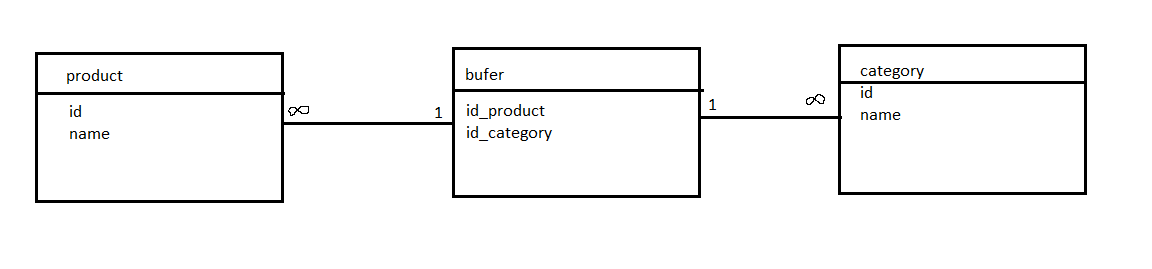 product
id
name
∞
1
bufer
id_product
id_category
1
∞
category
id
name